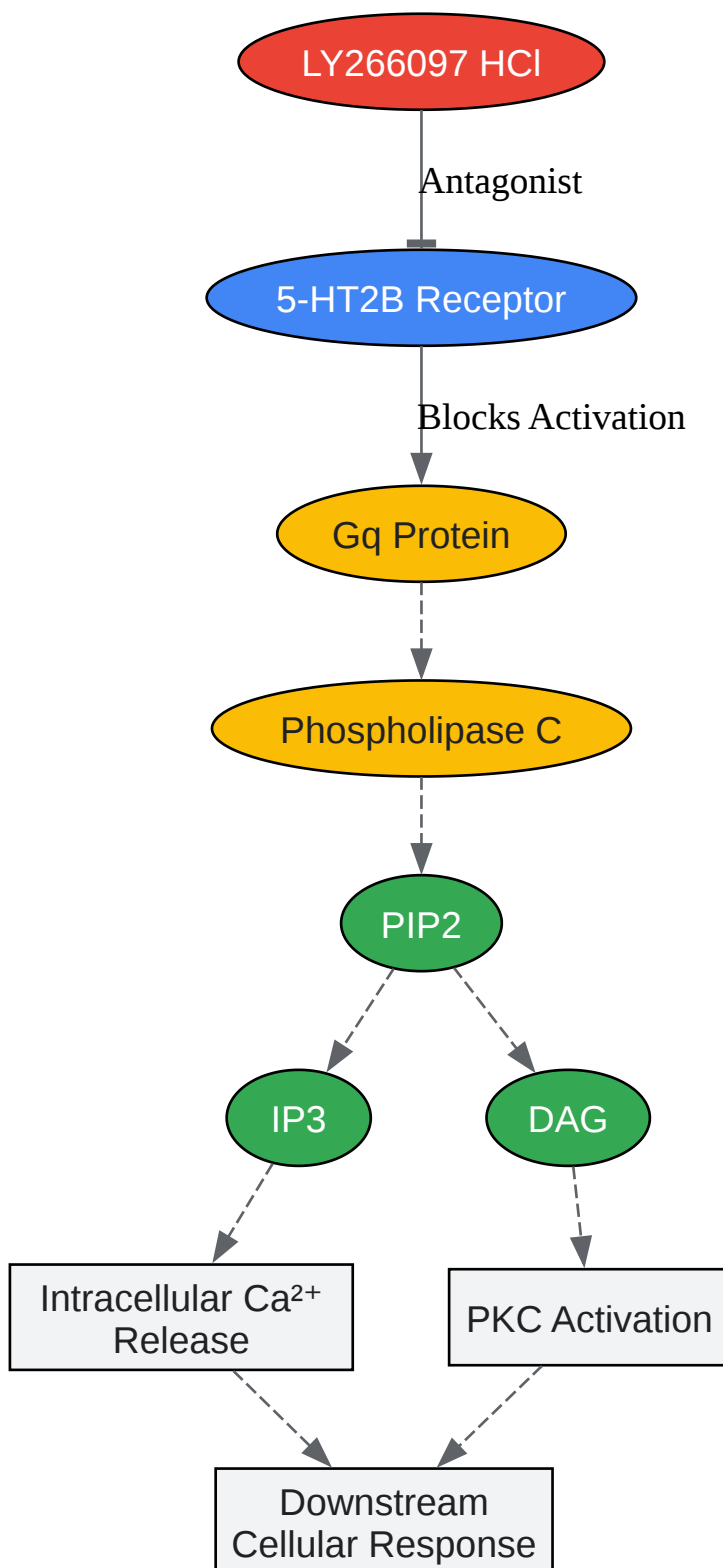 LY266097 HCl
Antagonist
5-HT2B Receptor
Blocks Activation
Gq Protein
Phospholipase C
PIP2
IP3
DAG
Intracellular Ca²⁺
Release
PKC Activation
Downstream
Cellular Response